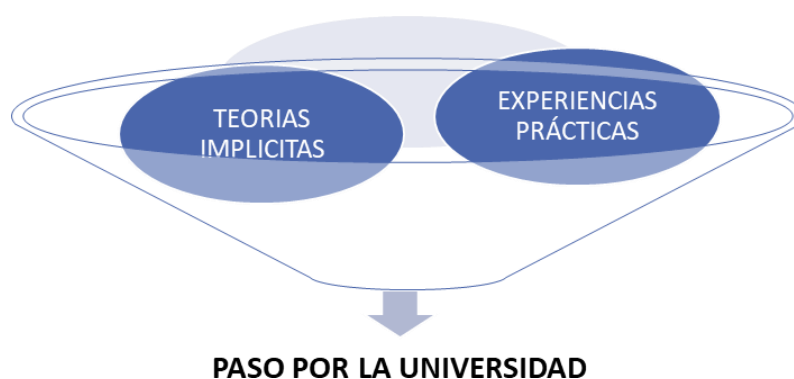 TEORIAS
IMPLICITAS
EXPERIENCIAS
PRÁCTICAS
PASO POR LA UNIVERSIDAD